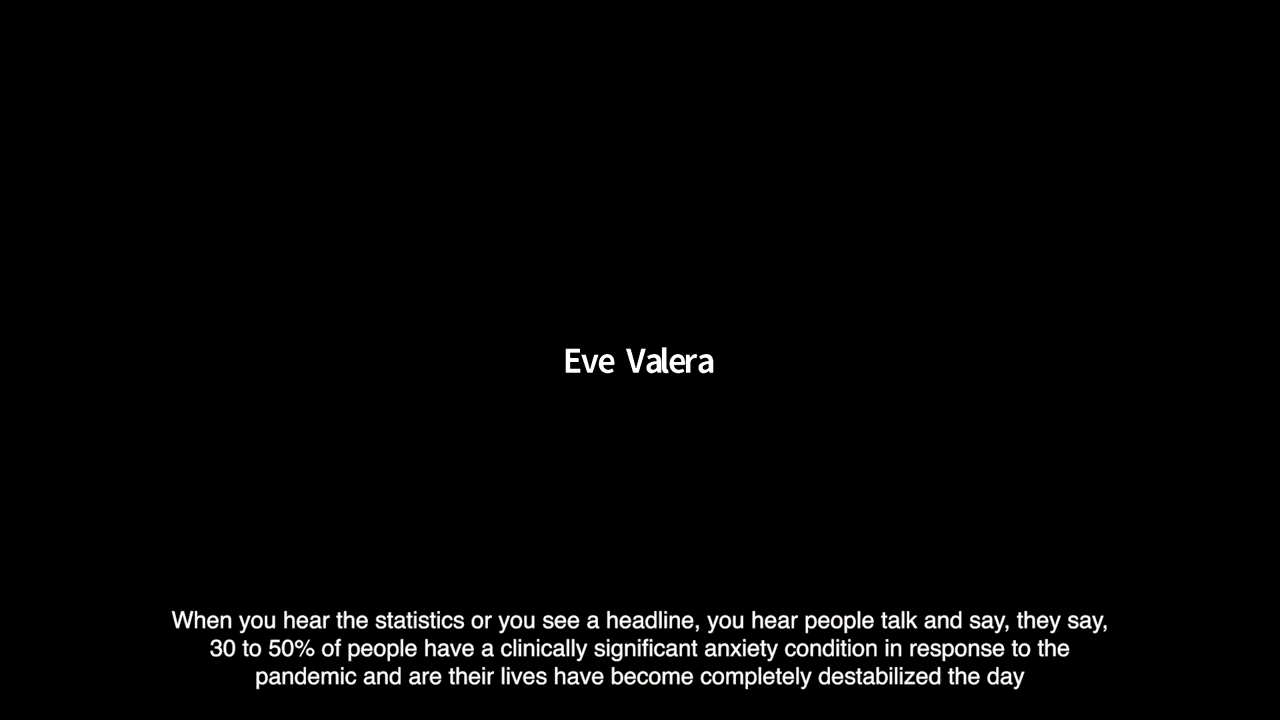 Eve Valera
When you hear the statistics or you see a headline, you hear people talk and say, they say,
30 to 50% of people have a clinically significant anxiety condition in response to the
pandemic and are their lives have become completely destabilized the day